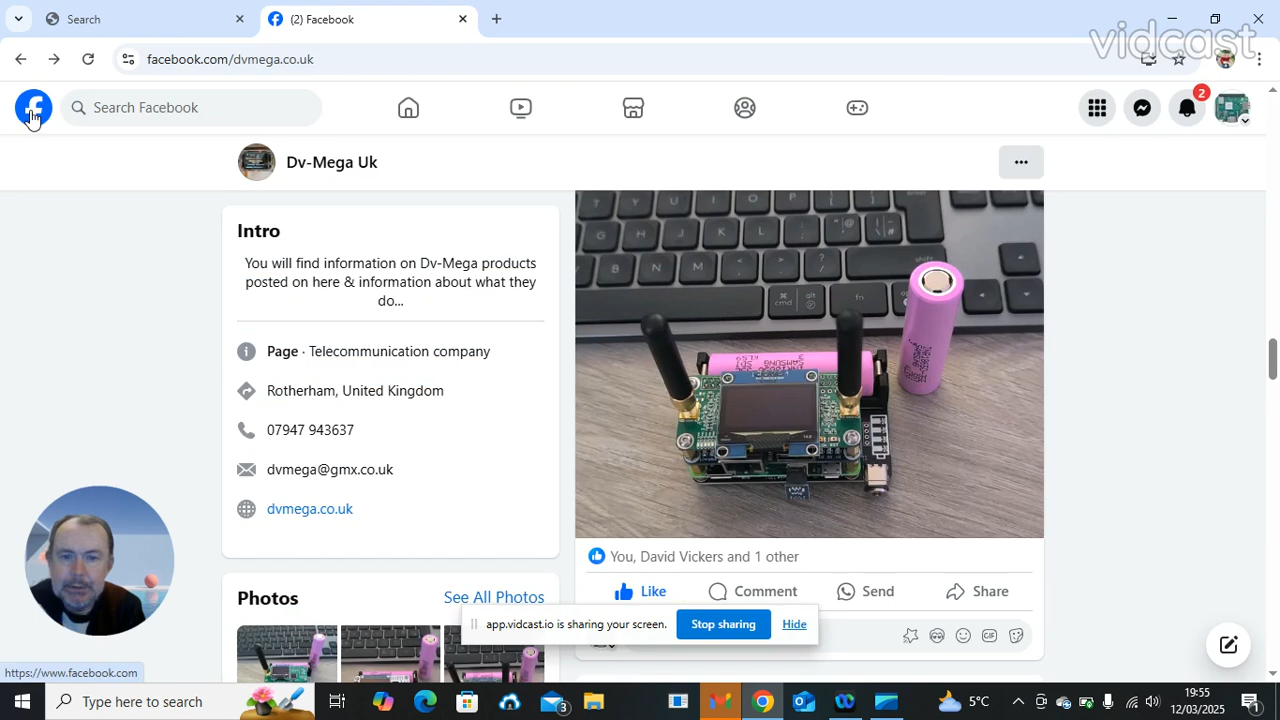 Search
(2) Facebook
vidcast
facebook.com/dvmega.co.uk
Search Facebook
2
Dv-Mega Uk
Intro
You will find information on Dv-Mega products
posted on here & information about what they
do...
Page · Telecommunication company
Rotherham, United Kingdom
07947 943637
dvmega@gmx.co.uk
dvmega.co.uk
Photos
See All Photos
You, David Vickers and 1 other
Like
Comment
Send
Share
app.vidcast.io is sharing your screen.
Stop sharing
Hide
GIF
https://www.facebook.com
Type here to search
3
5°C
19:55
12/03/2025
1